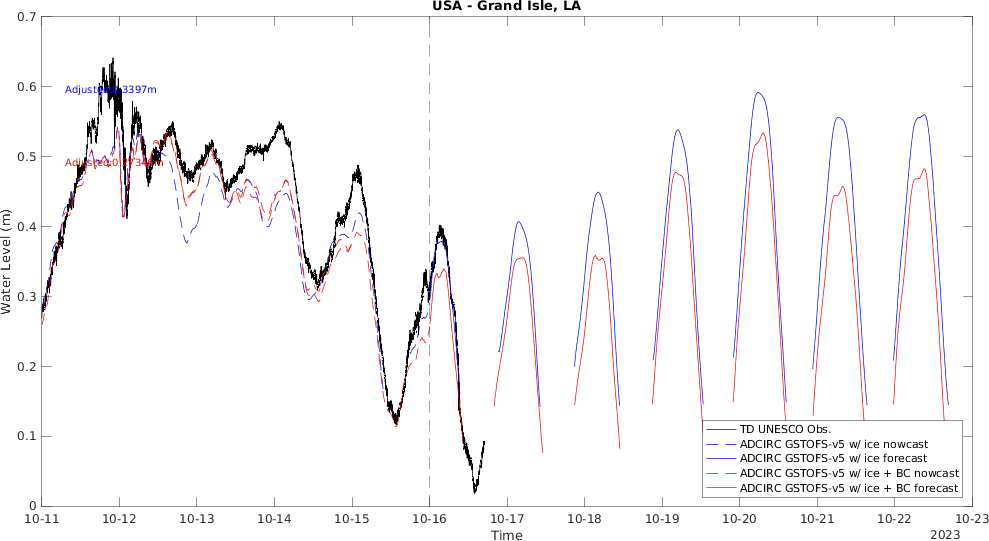 USA - Grand Isle, LA
0.7
0.6
0.5
0.4
0.3
0.2
0.1
0
Water Level (m)
10-11
10-12
10-13
10-14
10-15
10-16
10-17
10-18
10-19
10-20
10-21
10-22
10-23
Time
2023
TD UNESCO Obs.
ADCIRC GSTOFS-v5 w/ ice nowcast
ADCIRC GSTOFS-v5 w/ ice forecast
ADCIRC GSTOFS-v5 w/ ice + BC nowcast
ADCIRC GSTOFS-v5 w/ ice + BC forecast